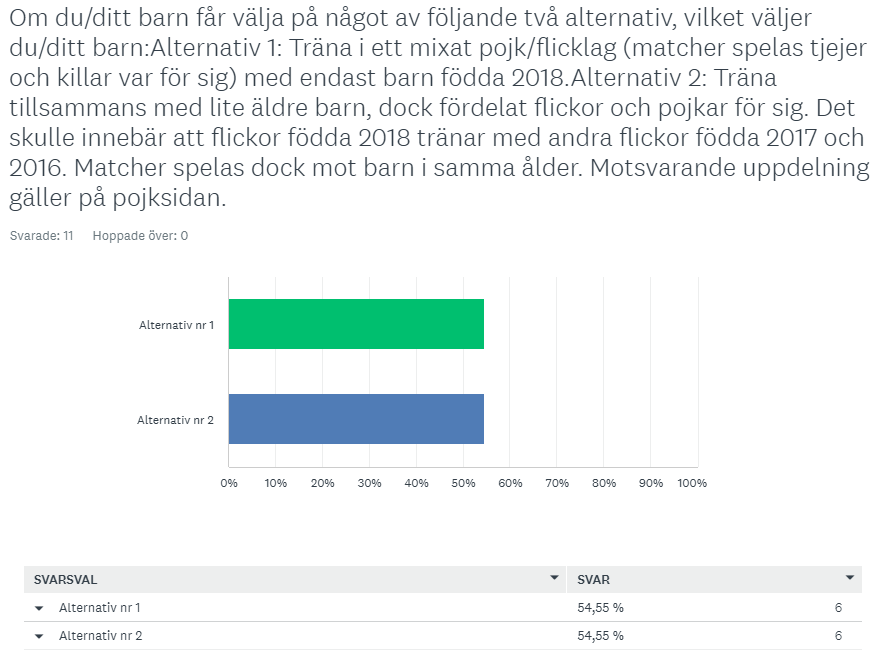 Om du/ditt barn får välja på något av följande två alternativ, vilket väljer
du/ditt barn:Alternativ 1: Träna i ett mixat pojk/flicklag (matcher spelas tjejer
och killar var för sig) med endast barn födda 2018.Alternativ 2: Träna
tillsammans med lite äldre barn, dock fördelat flickor och pojkar för sig. Det
skulle innebär att flickor födda 2018 tränar med andra flickor födda 2017 och
2016. Matcher spelas dock mot barn i samma ålder. Motsvarande uppdelning
gäller på pojksidan.
Svarade: 11 Hoppade över: 0
Alternativ nr 1
Alternativ nr 2
0% 10% 20% 30% 40% 50% 60% 70% 80% 90% 100%
SVARSVAL SVAR
Alternativ nr 1 54,55 % 6
Alternativ nr 2 54,55 % 6